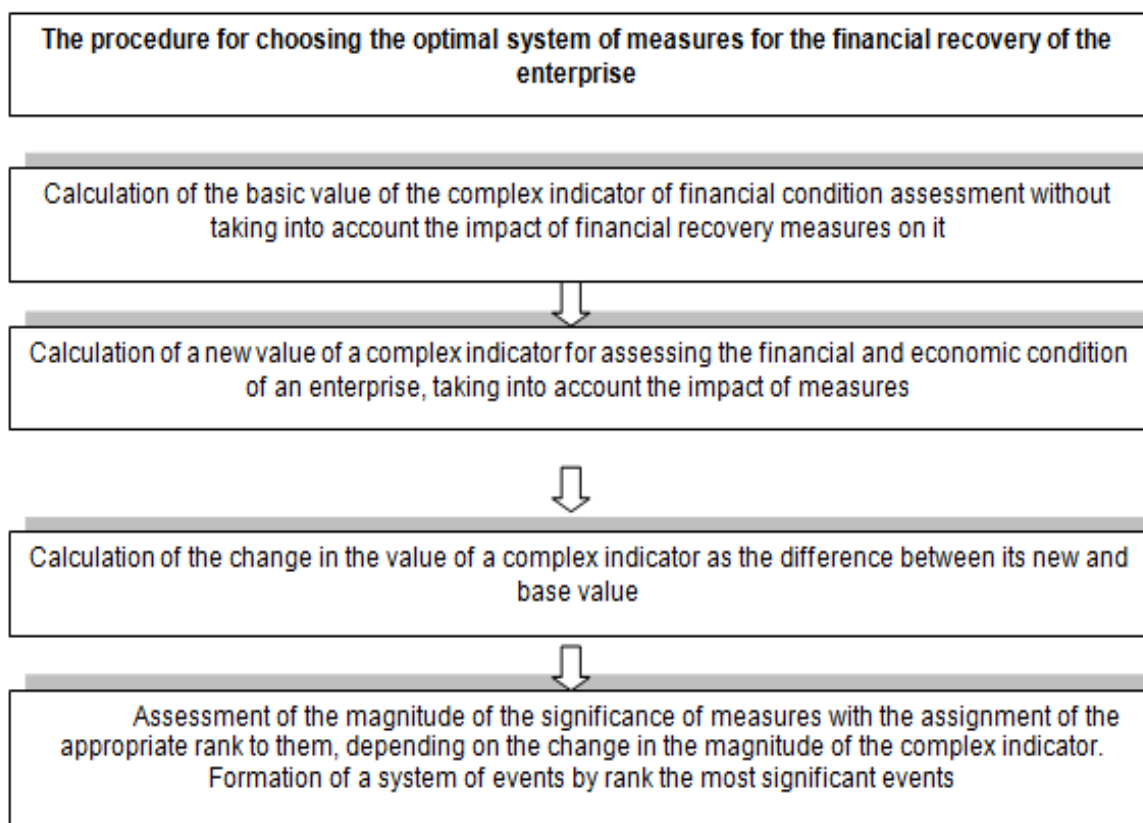 The procedure for choosing the optimal system of measures for the financial recovery of the
enterprise
Calculation of the basic value of the complex indicator of financial condition assessment without
taking into account the impact of financial recovery measures on it
Calculation of a new value of a complex indicator for assessing the financial and economic condition
of an enterprise, taking into account the impact of measures
Calculation of the change in the value of a complex indicator as the difference between its new and
base value
Assessment of the magnitude of the significance of measures with the assignment of the
appropriate rank to them, depending on the change in the magnitude of the complex indicator.
Formation of a system of events by rank the most significant events